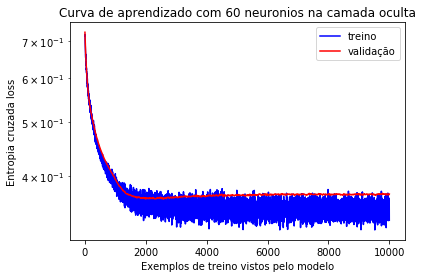 Curva de aprendizado com 60 neuronios na camada oculta
treino
validação
7 × 10⁻¹
6 × 10⁻¹
5 × 10⁻¹
4 × 10⁻¹
Entropia cruzada loss
0 2000 4000 6000 8000 10000
Exemplos de treino vistos pelo modelo